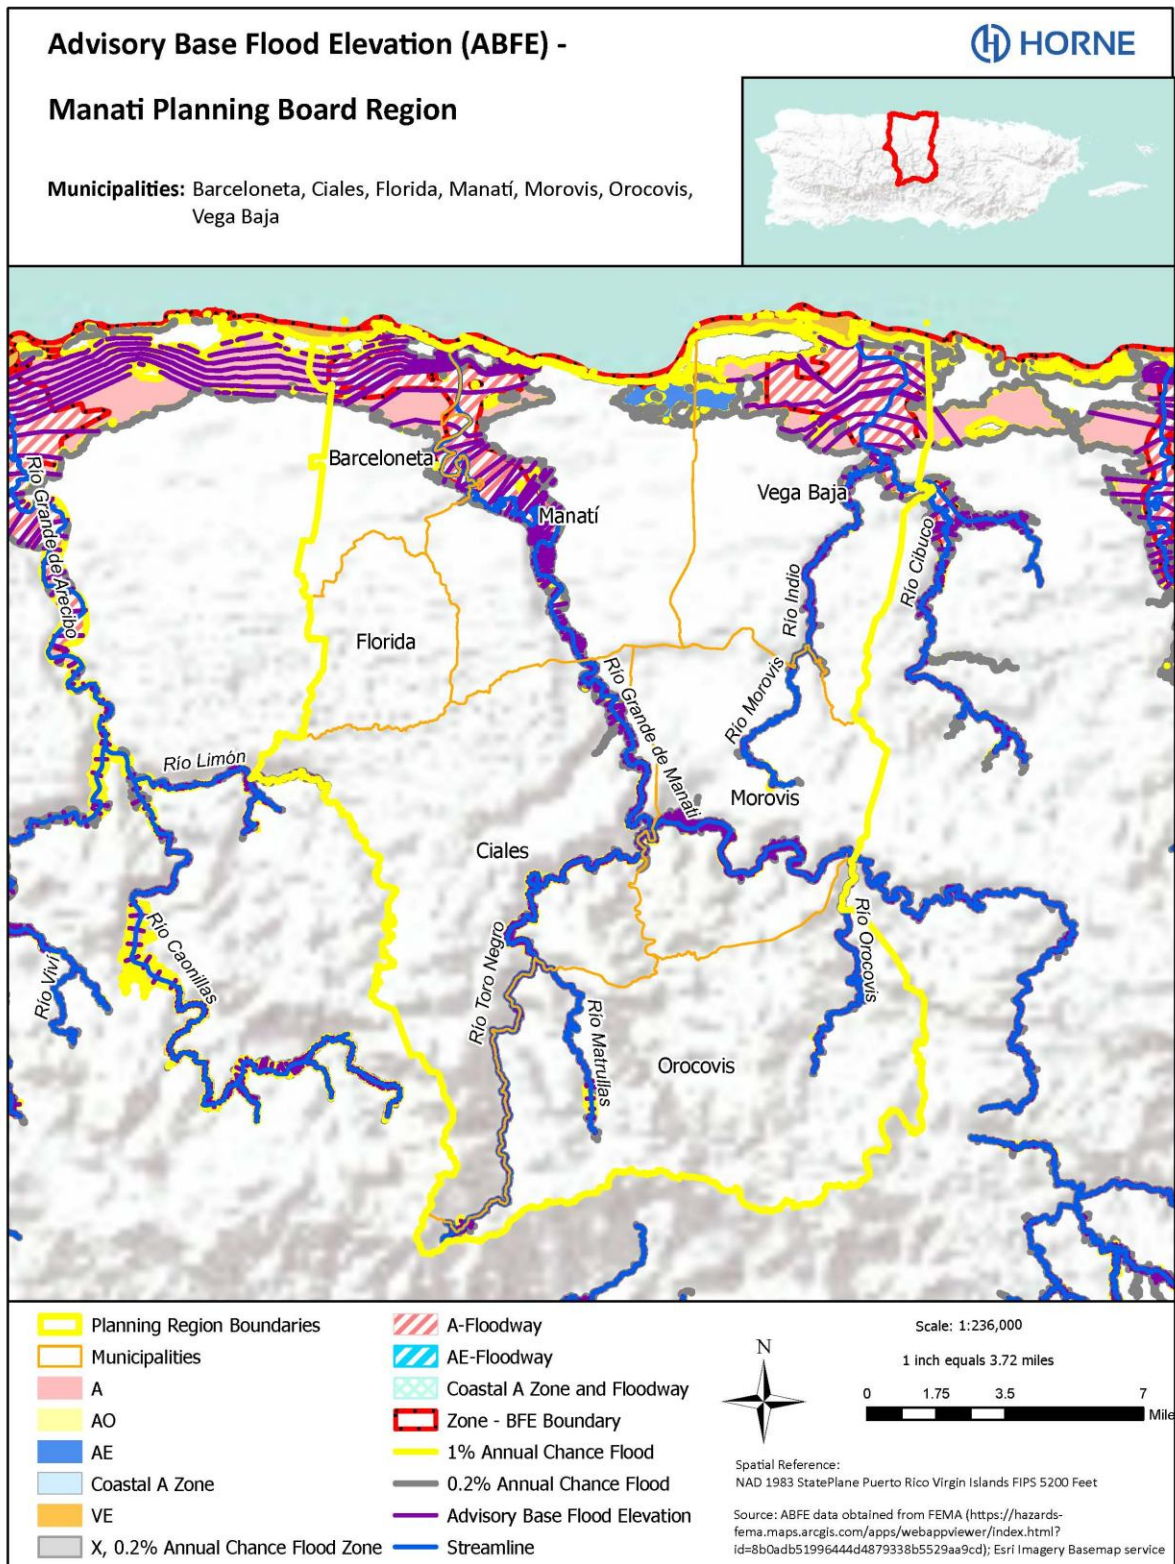 Advisory Base Flood Elevation (ABFE) -
HORNE
Manati Planning Board Region
Municipalities: Barceloneta, Ciales, Florida, Manatí, Morovis, Orocovis,
Vega Baja
Barceloneta
Vega Baja
Manatí
Río Grande de Arecibo
Río Cibuco
Río Indio
Florida
Río Morovis
Río Grande de Manati
Río Limón
Morovis
Ciales
Río Caonillas
Río Viví
Río Orocovis
Río Toro Negro
Río Matrullas
Orocovis
Planning Region Boundaries
Municipalities
A
AO
AE
Coastal A Zone
VE
X, 0.2% Annual Chance Flood Zone
A-Floodway
AE-Floodway
Coastal A Zone and Floodway
Zone - BFE Boundary
1% Annual Chance Flood
0.2% Annual Chance Flood
Advisory Base Flood Elevation
Streamline
N
Scale: 1:236,000
1 inch equals 3.72 miles
0 1.75 3.5 7
Mile
Spatial Reference:
NAD 1983 StatePlane Puerto Rico Virgin Islands FIPS 5200 Feet
Source: ABFE data obtained from FEMA (https://hazards-
fema.maps.arcgis.com/apps/webappviewer/index.html?
id=8b0adb51996444d4879338b5529aa9cd); Esri Imagery Basemap service